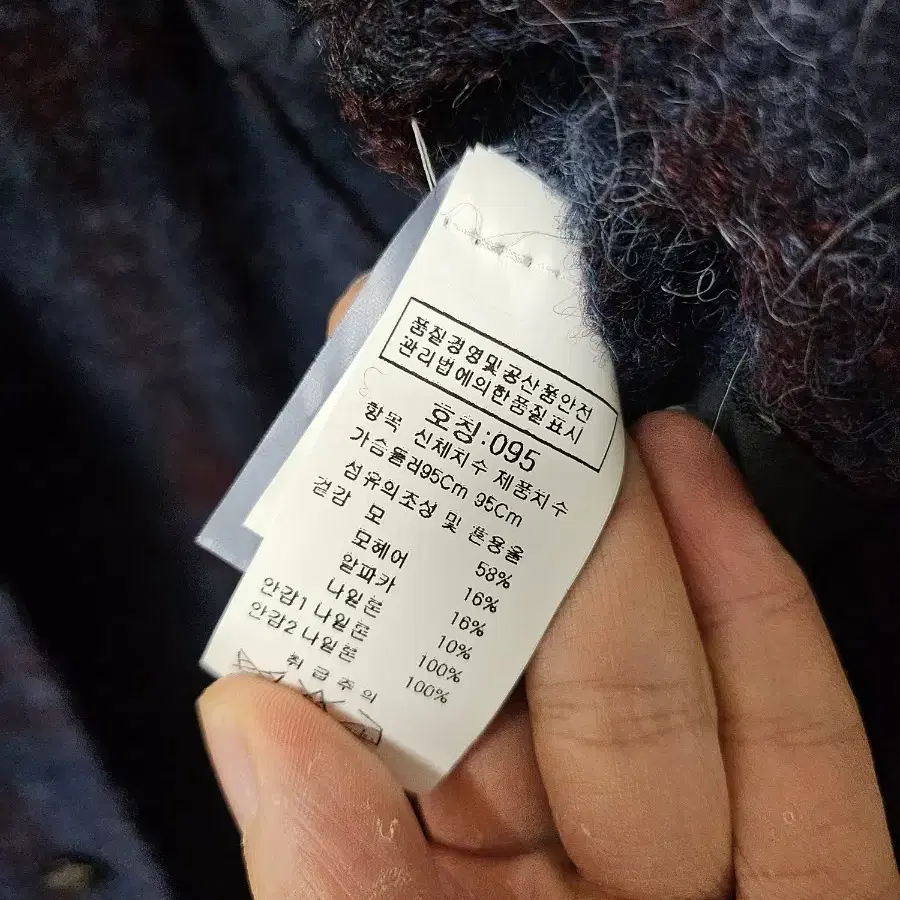 품질경영및공산품안전
관리법에의한품질표시
호칭:095
항목 신체치수 제품치수
가슴둘레95Cm 95Cm
섬유의조성 및 혼용율
겉감 모 58%
모헤어 16%
알파카 16%
나일론 10%
안감1 나일론 100%
안감2 나일론 100%
취급주의